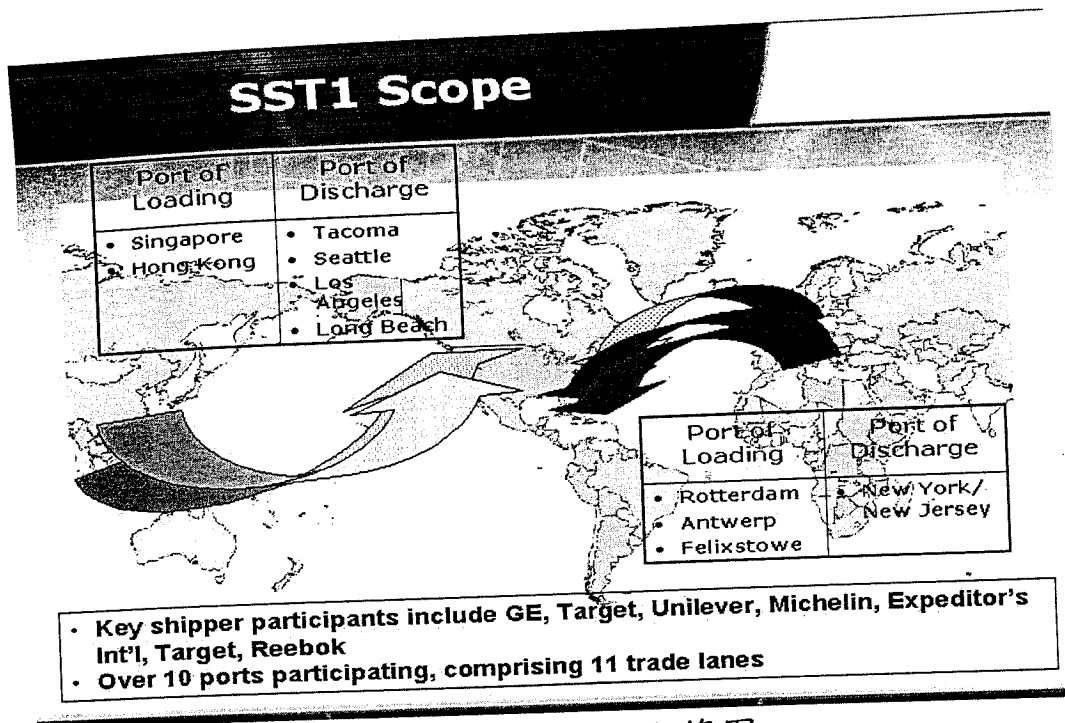 SST1 Scope
Port of
Loading
Port of
Discharge
• Singapore
• Hong Kong
• Tacoma
• Seattle
• Los
Angeles
• Long Beach
Port of
Loading
Port of
Discharge
• Rotterdam
• Antwerp
• Felixstowe
• New York/
New Jersey
• Key shipper participants include GE, Target, Unilever, Michelin, Expeditor's
Int'l, Target, Reebok
• Over 10 ports participating, comprising 11 trade lanes